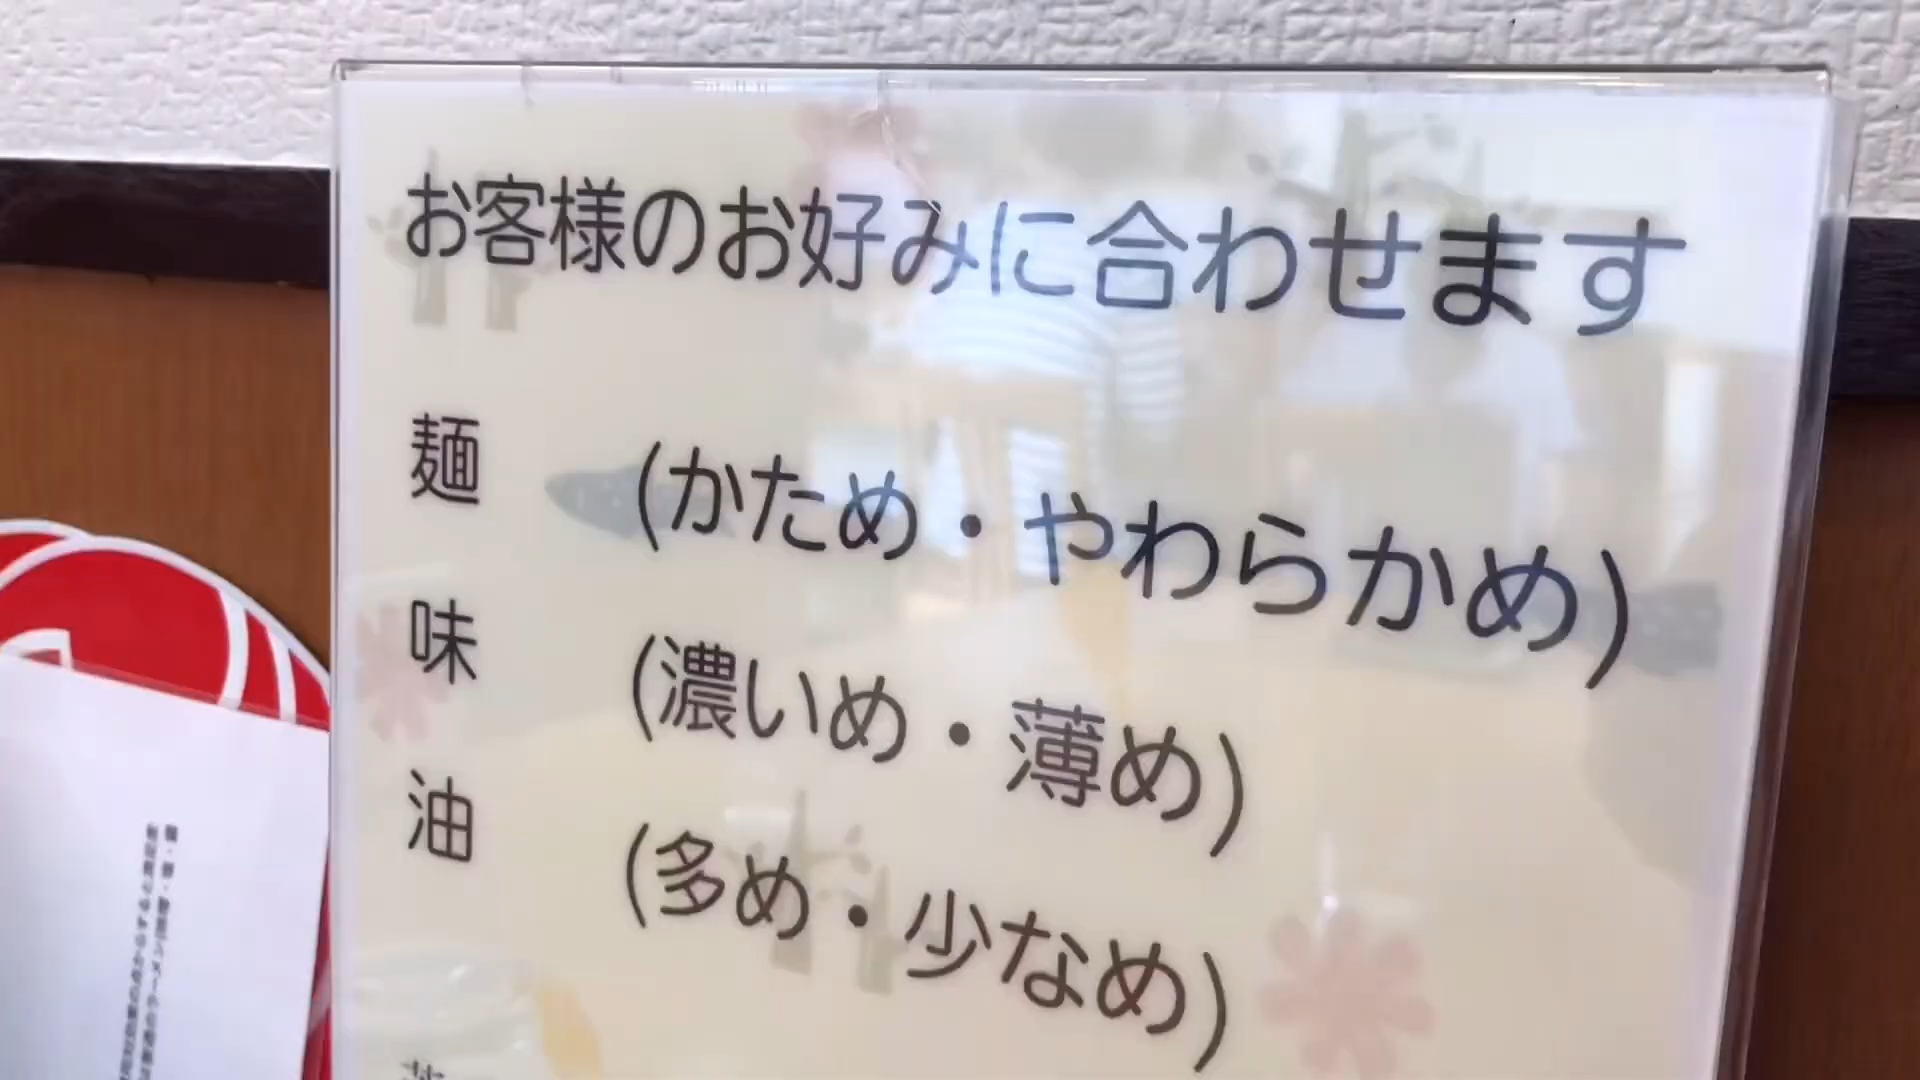 お客様のお好みに合わせます
麺 (かため・やわらかめ)
味 (濃いめ・薄め)
油 (多め・少なめ)